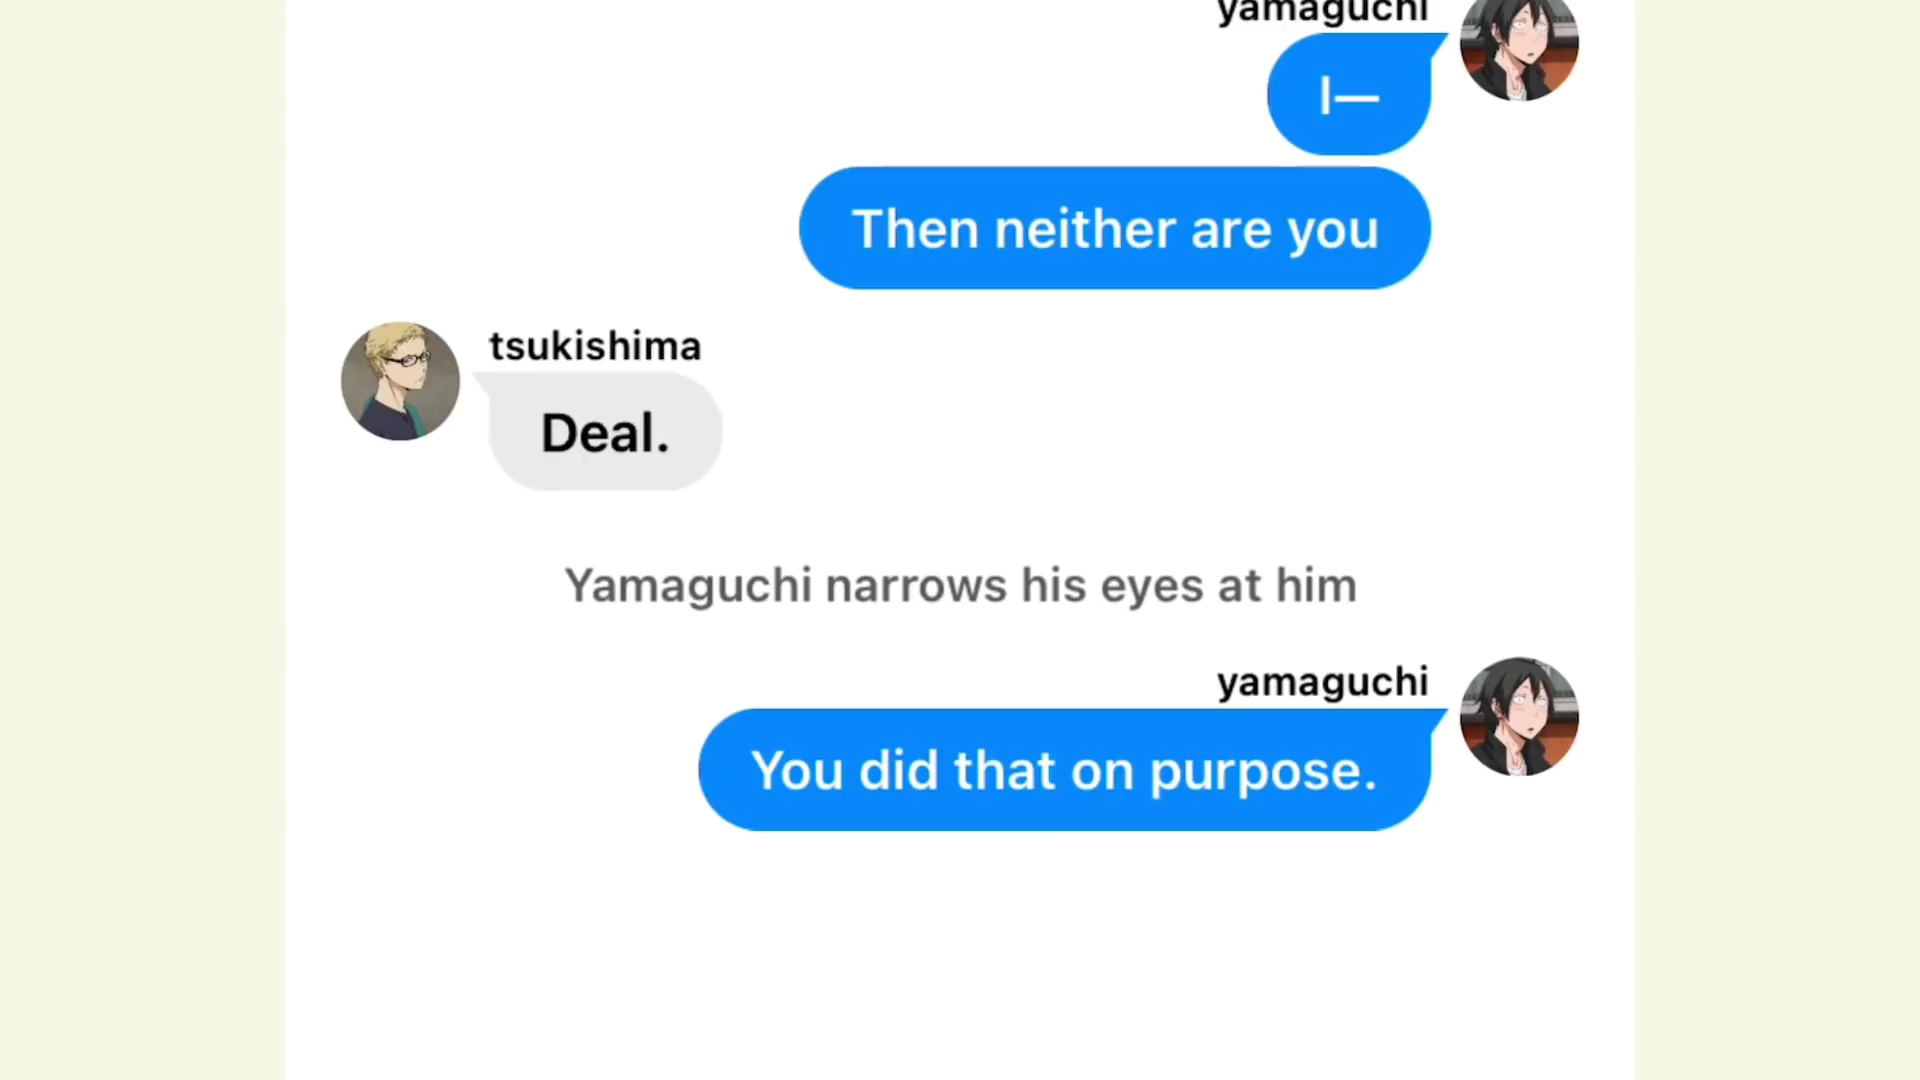 yamaguchi
I—
Then neither are you
tsukishima
Deal.
Yamaguchi narrows his eyes at him
yamaguchi
You did that on purpose.